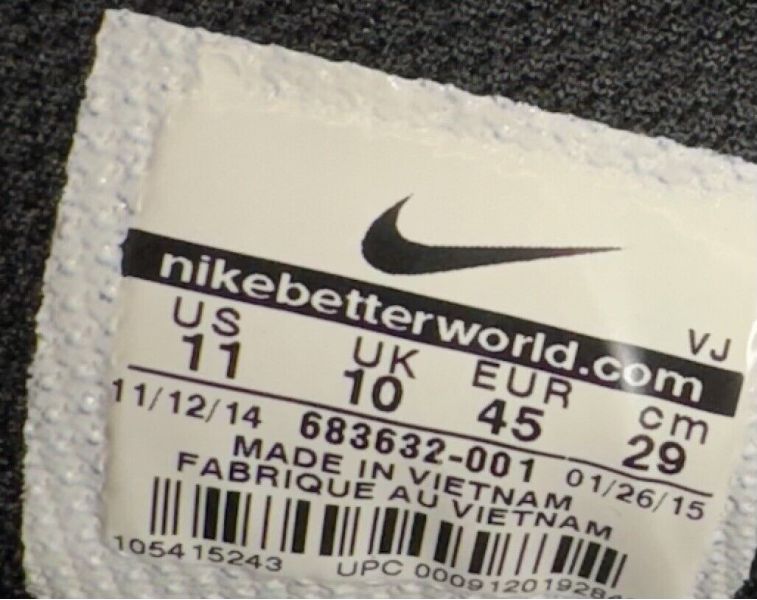 nikebetterworld.com
VJ
US UK EUR cm
11 10 45 29
11/12/14 683632-001 01/26/15
MADE IN VIETNAM
FABRIQUE AU VIETNAM
105415243 UPC 00091201928